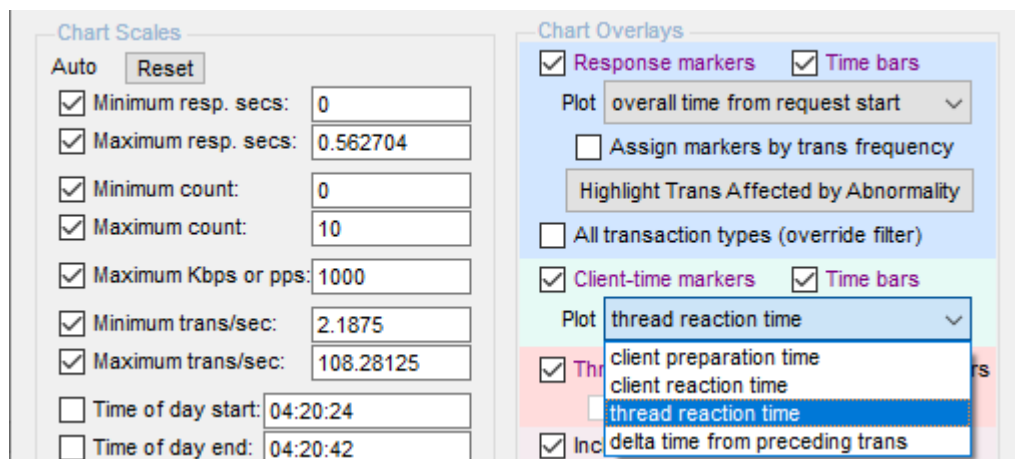 Chart Scales
Auto Reset
Minimum resp. secs: 0
Maximum resp. secs: 0.562704
Minimum count: 0
Maximum count: 10
Maximum Kbps or pps: 1000
Minimum trans/sec: 2.1875
Maximum trans/sec: 108.28125
Time of day start: 04:20:24
Time of day end: 04:20:42
Chart Overlays
Response markers Time bars
Plot overall time from request start
Assign markers by trans frequency
Highlight Trans Affected by Abnormality
All transaction types (override filter)
Client-time markers Time bars
Plot thread reaction time
client preparation time
client reaction time
thread reaction time
delta time from preceding trans